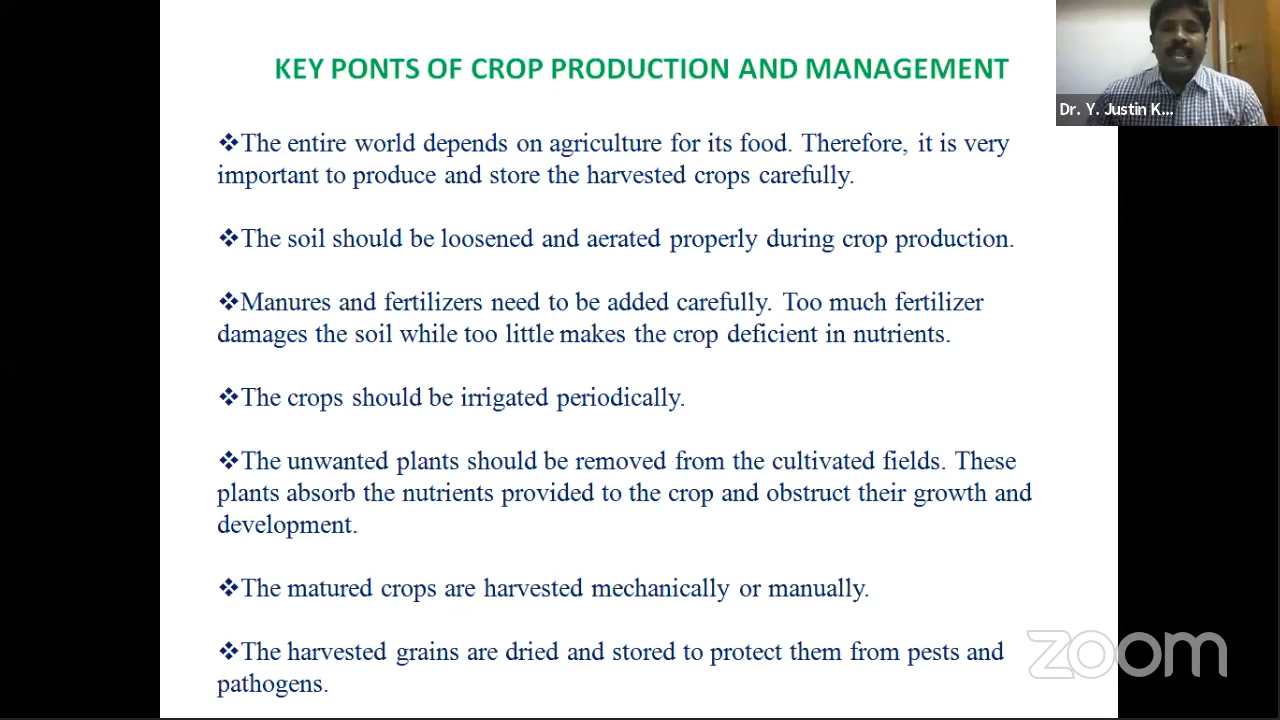 KEY PONTS OF CROP PRODUCTION AND MANAGEMENT
Dr. Y. Justin K...
❖The entire world depends on agriculture for its food. Therefore, it is very
important to produce and store the harvested crops carefully.
❖The soil should be loosened and aerated properly during crop production.
❖Manures and fertilizers need to be added carefully. Too much fertilizer
damages the soil while too little makes the crop deficient in nutrients.
❖The crops should be irrigated periodically.
❖The unwanted plants should be removed from the cultivated fields. These
plants absorb the nutrients provided to the crop and obstruct their growth and
development.
❖The matured crops are harvested mechanically or manually.
❖The harvested grains are dried and stored to protect them from pests and
pathogens.
zoom